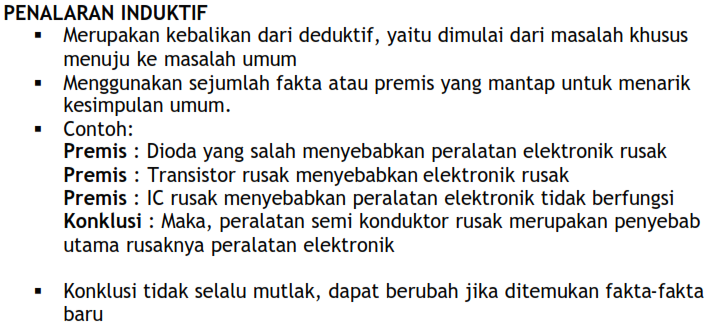 PENALARAN INDUKTIF
▪ Merupakan kebalikan dari deduktif, yaitu dimulai dari masalah khusus
menuju ke masalah umum
▪ Menggunakan sejumlah fakta atau premis yang mantap untuk menarik
kesimpulan umum.
▪ Contoh:
Premis : Dioda yang salah menyebabkan peralatan elektronik rusak
Premis : Transistor rusak menyebabkan elektronik rusak
Premis : IC rusak menyebabkan peralatan elektronik tidak berfungsi
Konklusi : Maka, peralatan semi konduktor rusak merupakan penyebab
utama rusaknya peralatan elektronik
▪ Konklusi tidak selalu mutlak, dapat berubah jika ditemukan fakta-fakta
baru